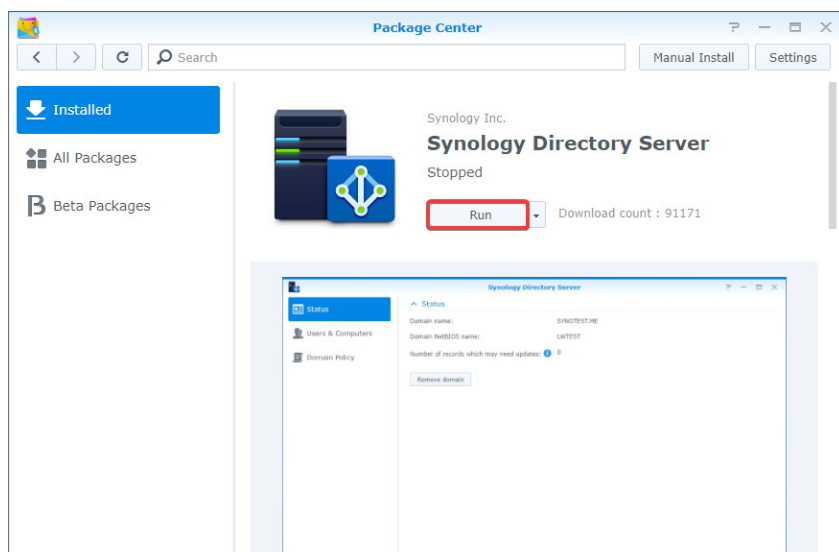 Package Center
Search
Manual Install
Settings
Installed
All Packages
Beta Packages
Synology Inc.
Synology Directory Server
Stopped
Run
Download count : 91171
Synology Directory Server
Status
Users & Computers
Domain Policy
Status
Domain name: SYNOTEST.ME
Domain NetBIOS name: LWTEST
Number of records which may need updates: 0
Remove domain